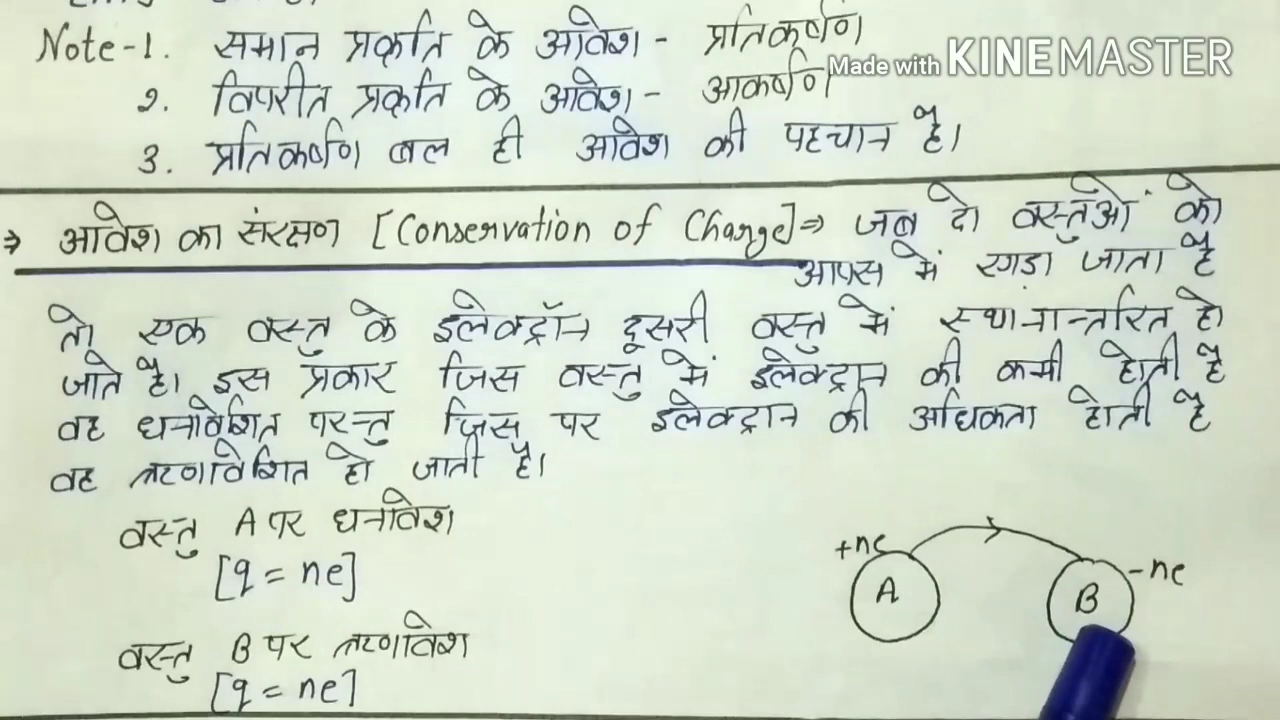 Note-1. समान प्रकृति के आवेश - प्रतिकर्षण
Made with KINEMASTER
2. विपरीत प्रकृति के आवेश - आकर्षण
3. प्रतिकर्षण बल ही आवेश की पहचान है।
⇒ आवेश का संरक्षण [Conservation of Charge] ⇒ जब दो वस्तुओं को
आपस में रगड़ा जाता है
तो एक वस्तु के इलेक्ट्रॉन दूसरी वस्तु में स्थानान्तरित हो
जाते है। इस प्रकार जिस वस्तु में इलेक्ट्रान की कमी होती है
वह धनावेशित परन्तु जिस पर इलेक्ट्रान की अधिकता होती है
वह ऋणावेशित हो जाती है।
वस्तु A पर धनावेश
[q = ne]
+ne
A
B
-ne
वस्तु B पर ऋणावेश
[q = ne]